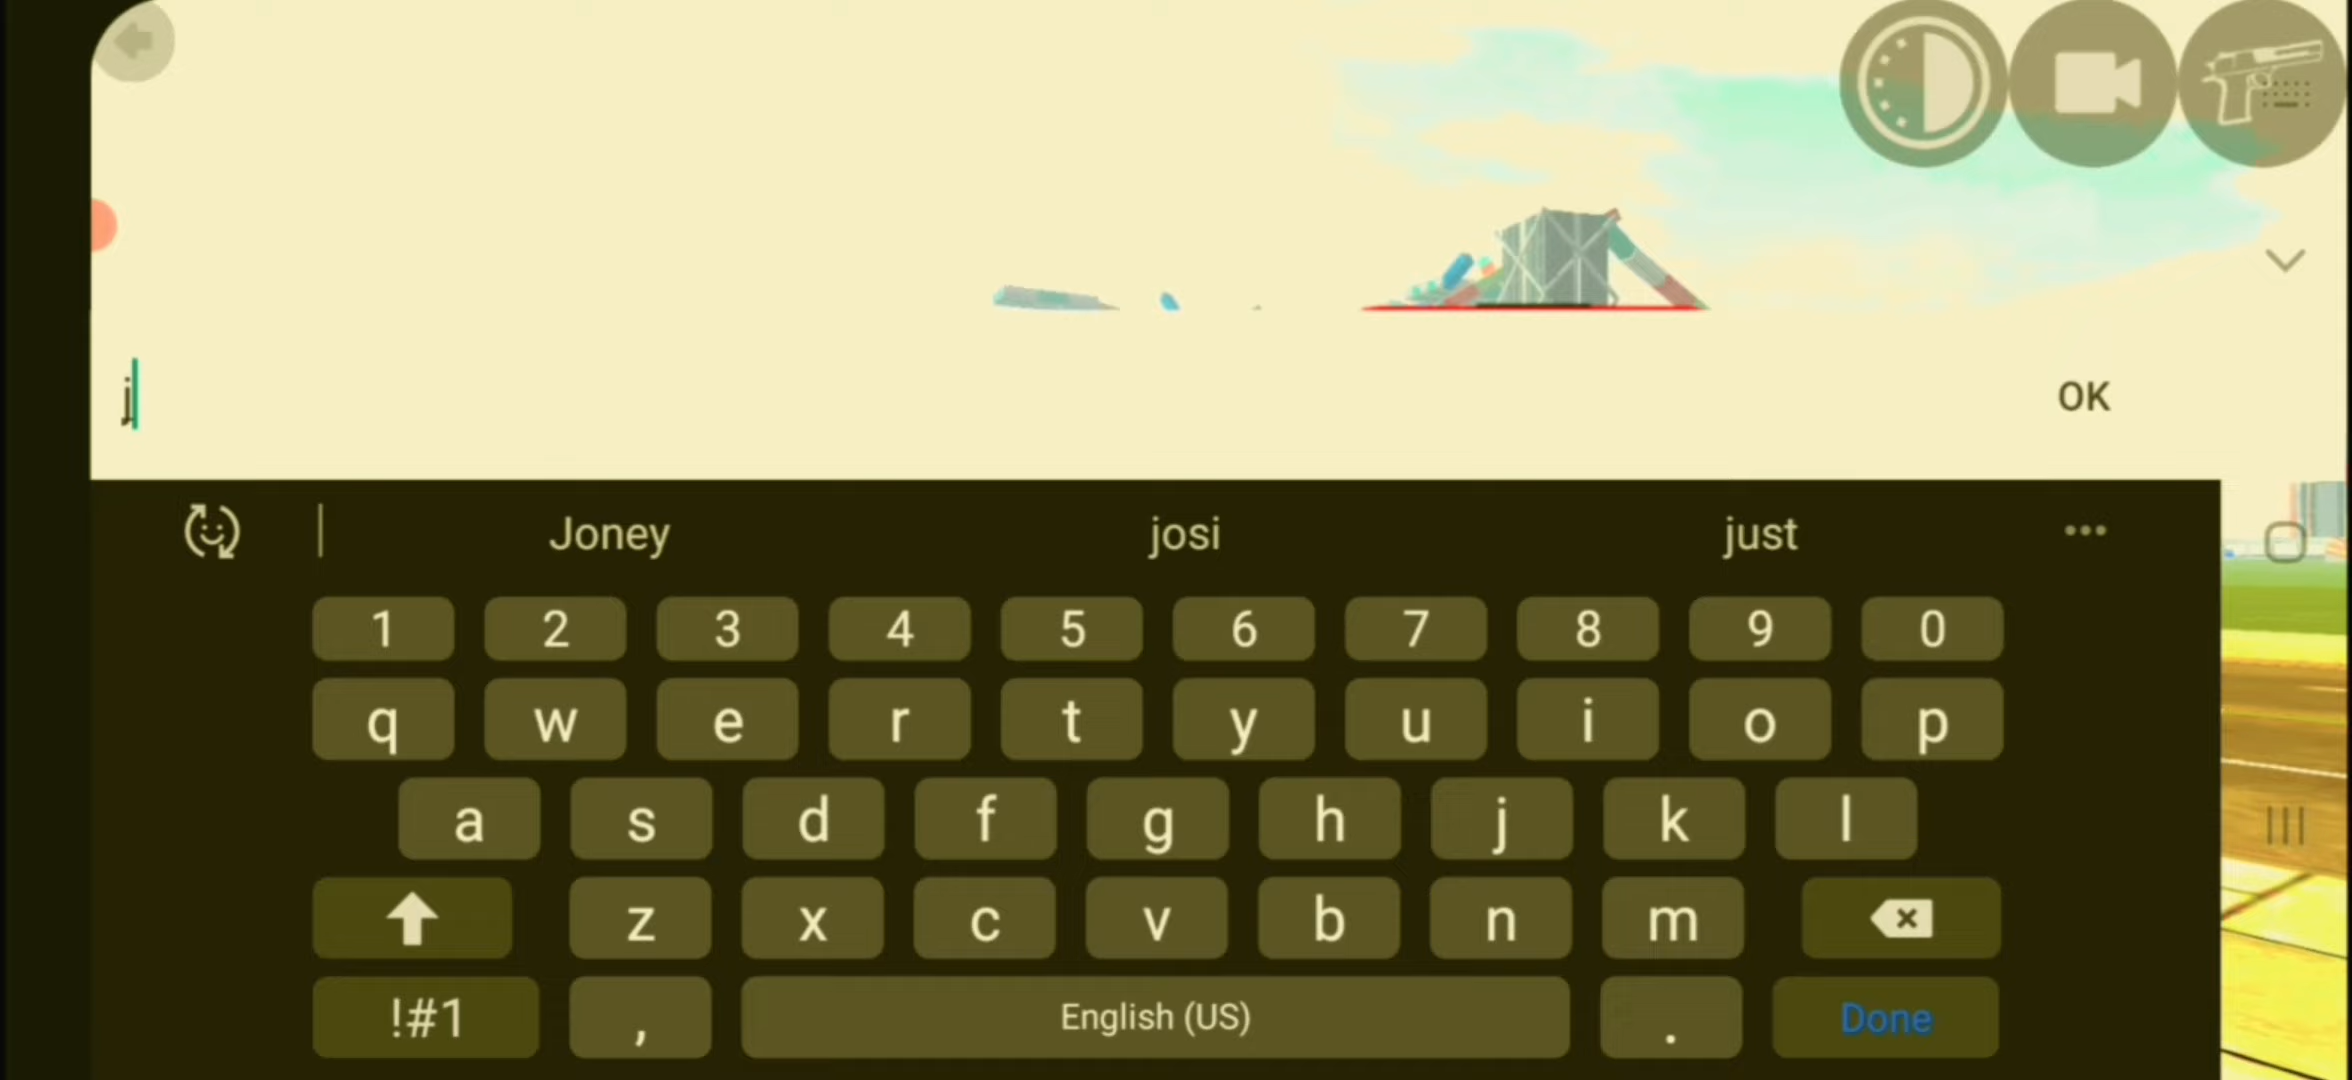 j
OK
Joney josi just
1 2 3 4 5 6 7 8 9 0
q w e r t y u i o p
a s d f g h j k l
z x c v b n m
!#1 , English (US) . Done